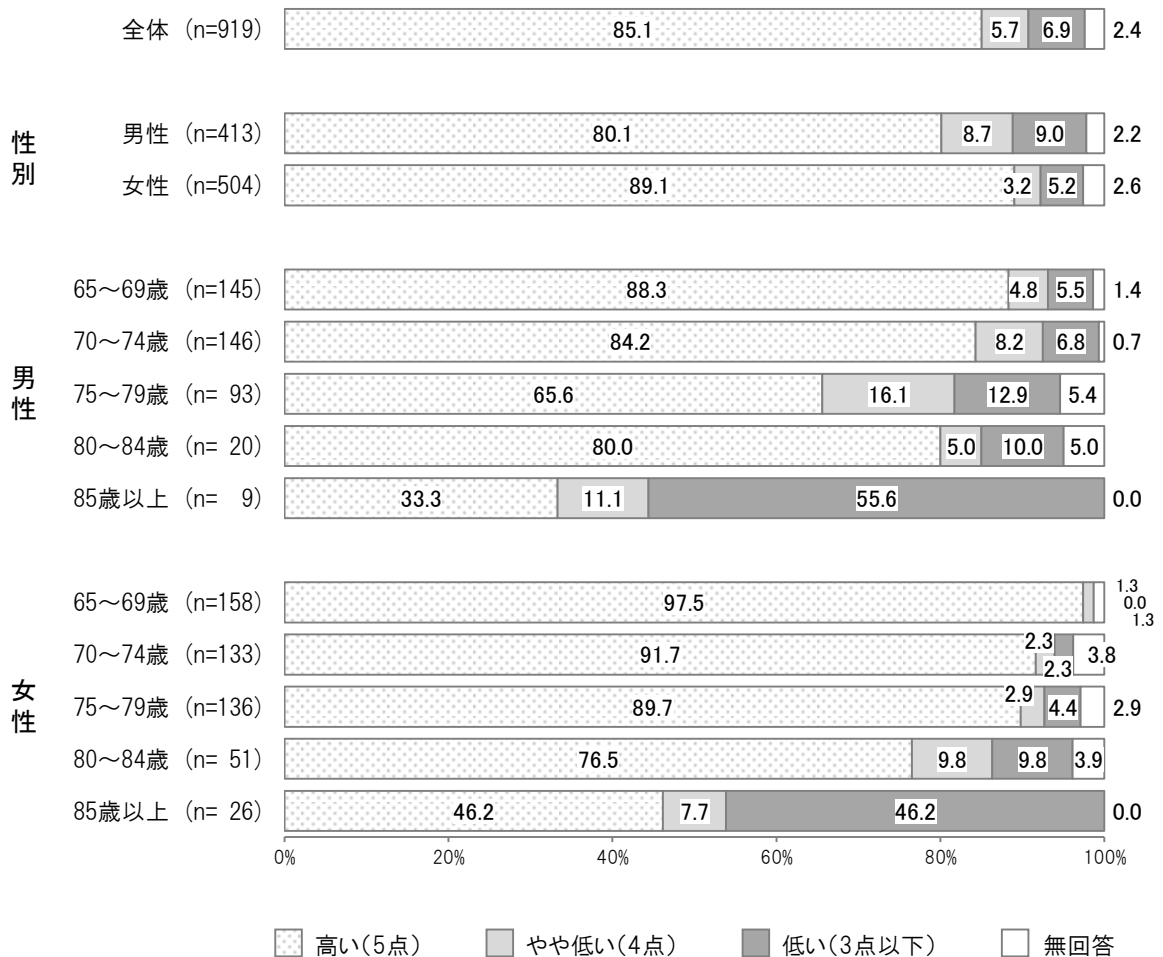 全体 (n=919) 85.1 5.7 6.9 2.4
性別
男性 (n=413) 80.1 8.7 9.0 2.2
女性 (n=504) 89.1 3.2 5.2 2.6
男性
65～69歳 (n=145) 88.3 4.8 5.5 1.4
70～74歳 (n=146) 84.2 8.2 6.8 0.7
75～79歳 (n= 93) 65.6 16.1 12.9 5.4
80～84歳 (n= 20) 80.0 5.0 10.0 5.0
85歳以上 (n= 9) 33.3 11.1 55.6 0.0
女性
65～69歳 (n=158) 97.5 1.3 0.0 1.3
70～74歳 (n=133) 91.7 2.3 2.3 3.8
75～79歳 (n=136) 89.7 2.9 4.4 2.9
80～84歳 (n= 51) 76.5 9.8 9.8 3.9
85歳以上 (n= 26) 46.2 7.7 46.2 0.0
0% 20% 40% 60% 80% 100%
高い(5点) やや低い(4点) 低い(3点以下) 無回答